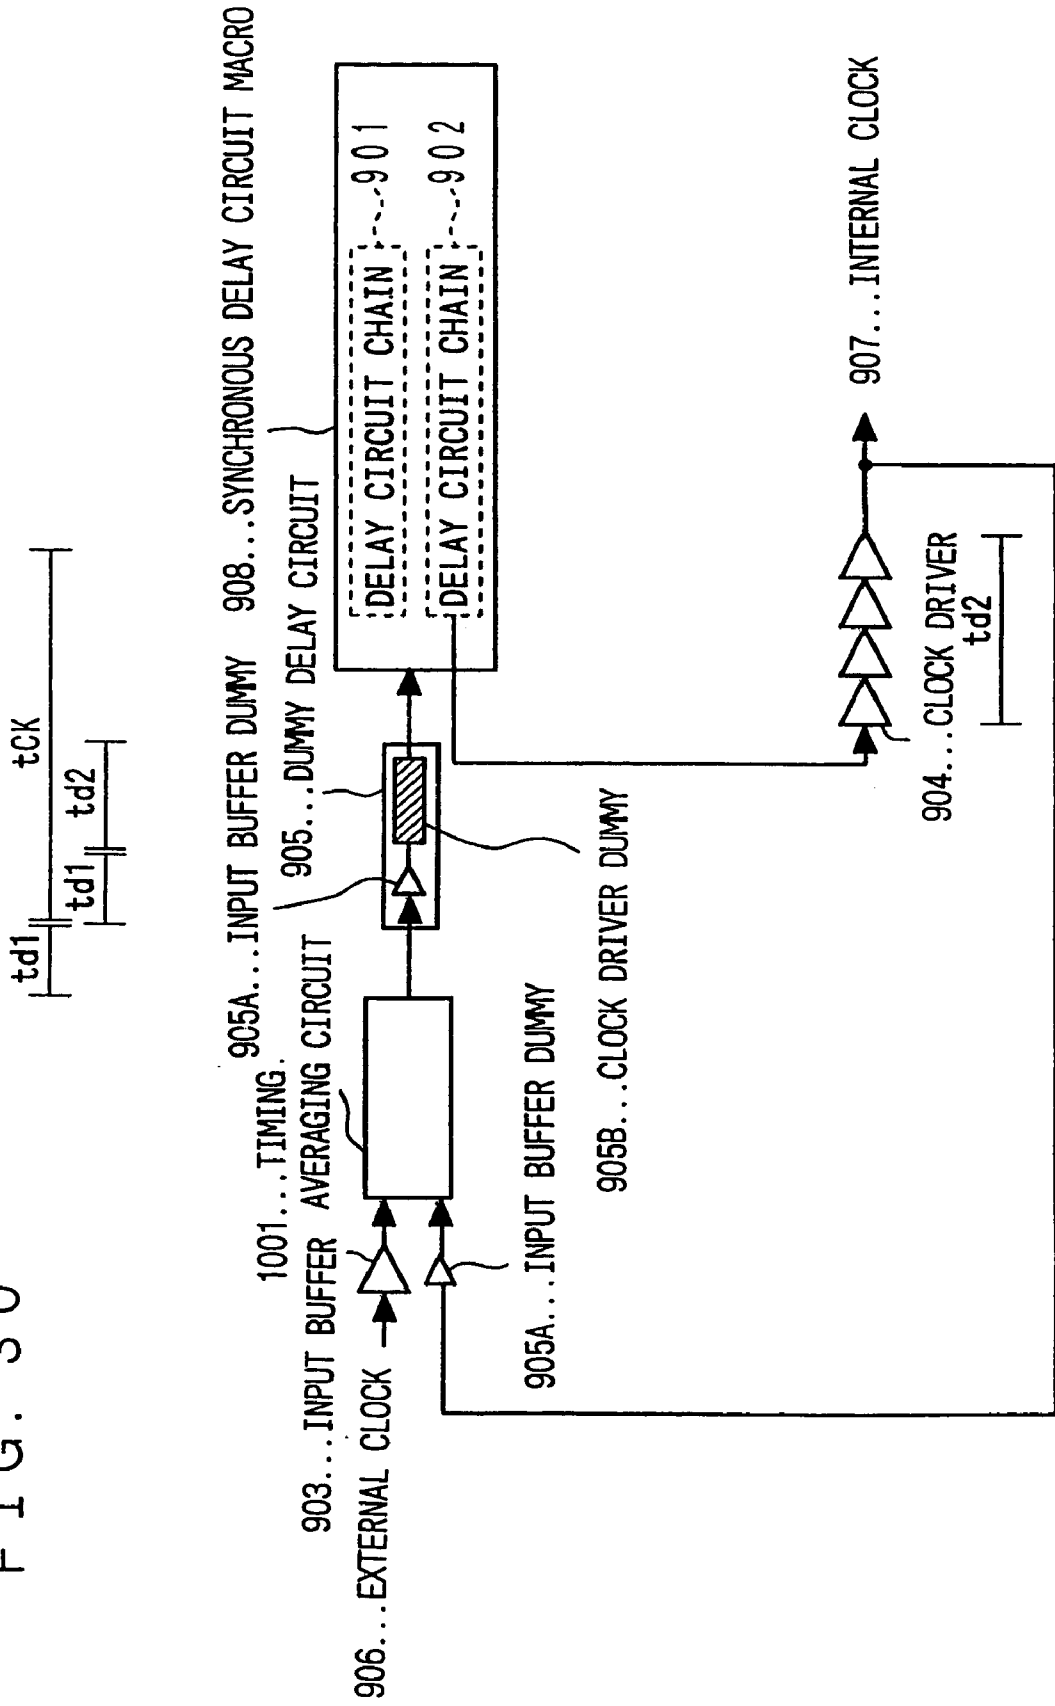 FIG. 30
td1
tCK
td1
td2
905A...INPUT BUFFER DUMMY
908...SYNCHRONOUS DELAY CIRCUIT MACRO
905...DUMMY DELAY CIRCUIT
1001...TIMING.
AVERAGING CIRCUIT
903...INPUT BUFFER
906...EXTERNAL CLOCK
DELAY CIRCUIT CHAIN
901
DELAY CIRCUIT CHAIN
902
905A...INPUT BUFFER DUMMY
905B...CLOCK DRIVER DUMMY
904....CLOCK DRIVER
td2
907...INTERNAL CLOCK